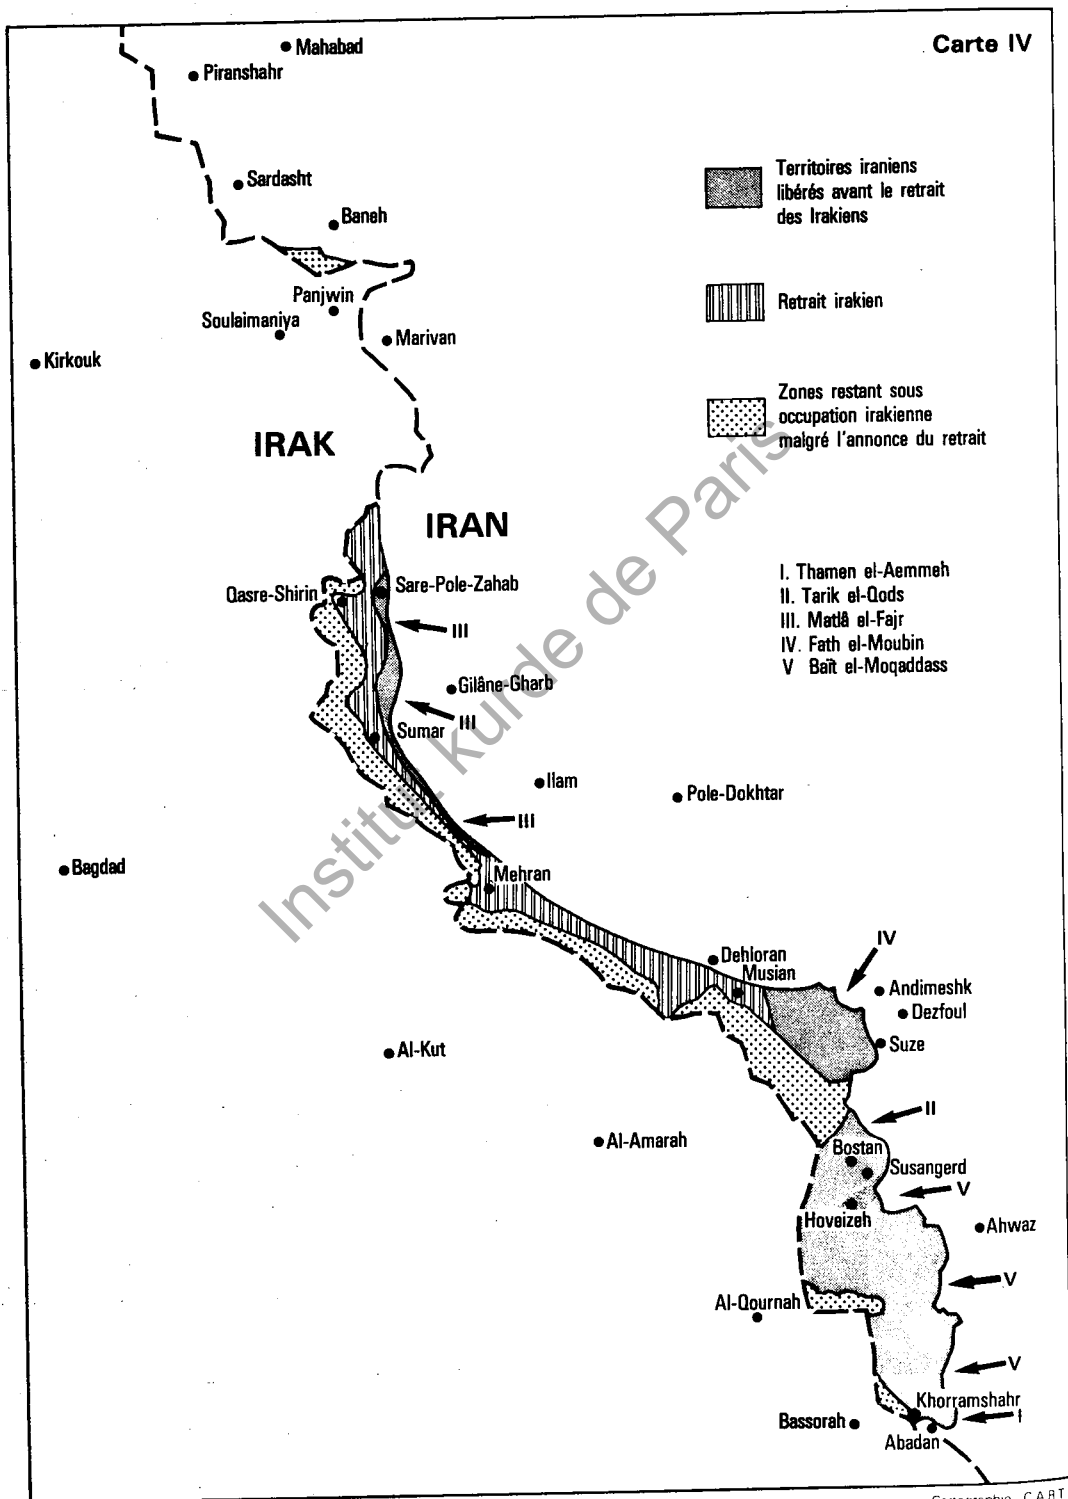 Carte IV
Mahabad
Piranshahr
Territoires iraniens
libérés avant le retrait
des Irakiens
Sardasht
Baneh
Panjwin
Retrait irakien
Soulaimaniya
Marivan
Kirkouk
Zones restant sous
occupation irakienne
malgré l'annonce du retrait
IRAK
IRAN
I. Thamen el-Aemmeh
II. Tarik el-Qods
III. Matlâ el-Fajr
IV. Fath el-Moubin
V Baït el-Moqaddass
Qasre-Shirin
Sare-Pole-Zahab
III
Gilâne-Gharb
III
Sumar
Ilam
Pole-Dokhtar
III
Bagdad
Mehran
IV
Dehloran
Musian
Andimeshk
Dezfoul
Suze
Al-Kut
II
Al-Amarah
Bostan
Susangerd
V
Hoveizeh
Ahwaz
V
Al-Qournah
V
Khorramshahr
I
Bassorah
Abadan
Institut kurde de Paris